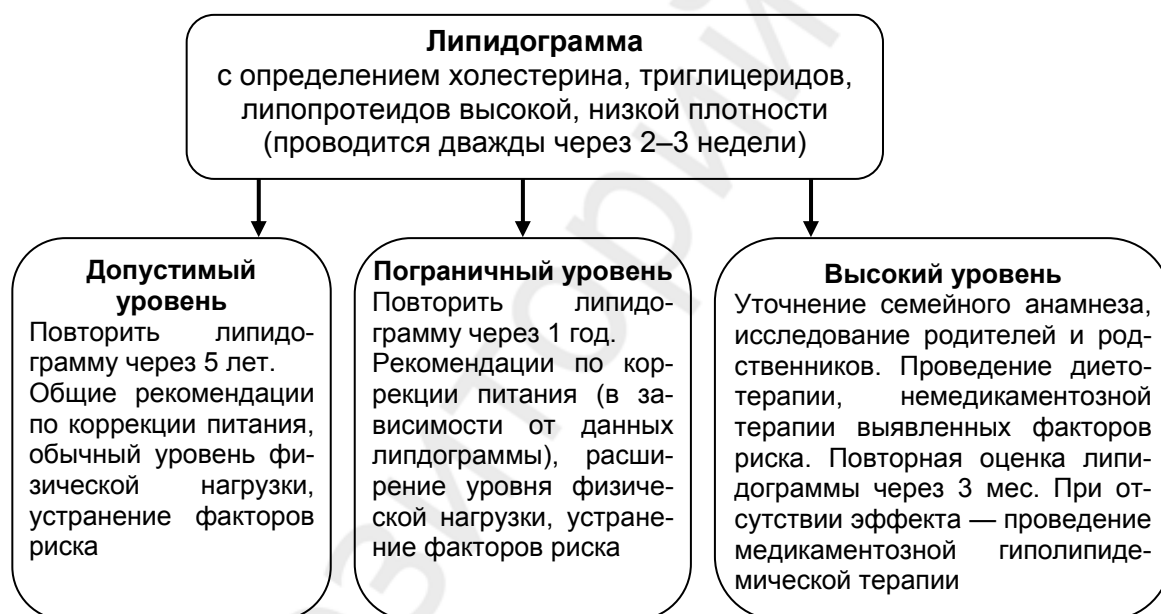 Липидограмма
с определением холестерина, триглицеридов,
липопротеидов высокой, низкой плотности
(проводится дважды через 2–3 недели)
Допустимый
уровень
Повторить липидо-
грамму через 5 лет.
Общие рекомендации
по коррекции питания,
обычный уровень фи-
зической нагрузки,
устранение факторов
риска
Пограничный уровень
Повторить липидо-
грамму через 1 год.
Рекомендации по кор-
рекции питания (в за-
висимости от данных
липдограммы), расши-
рение уровня физиче-
ской нагрузки, устране-
ние факторов риска
Высокий уровень
Уточнение семейного анамнеза,
исследование родителей и род-
ственников. Проведение дието-
терапии, немедикаментозной
терапии выявленных факторов
риска. Повторная оценка липи-
дограммы через 3 мес. При от-
сутствии эффекта — проведение
медикаментозной гиполипиде-
мической терапии